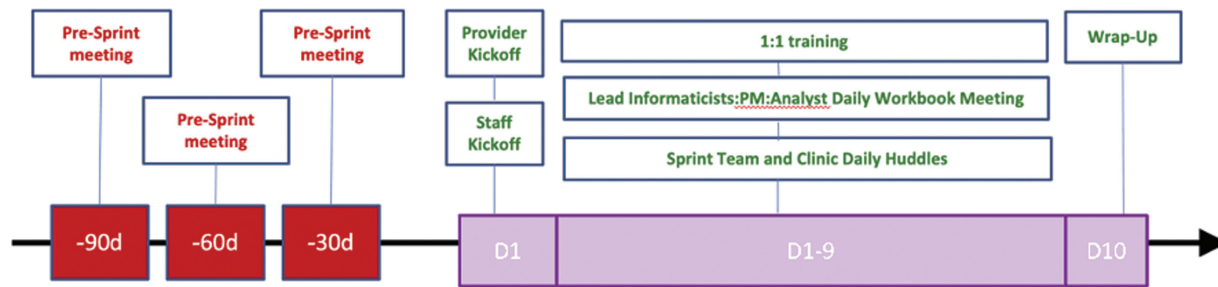 Pre-Sprint
meeting
Pre-Sprint
meeting
Pre-Sprint
meeting
Provider
Kickoff
Staff
Kickoff
1:1 training
Lead Informaticists:PM:Analyst Daily Workbook Meeting
Sprint Team and Clinic Daily Huddles
Wrap-Up
-90d
-60d
-30d
D1
D1-9
D10